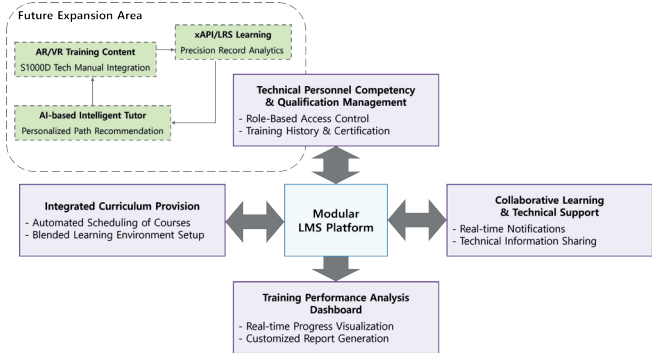 Future Expansion Area
xAPI/LRS Learning
Precision Record Analytics
AR/VR Training Content
S1000D Tech Manual Integration
AI-based Intelligent Tutor
Personalized Path Recommendation
Technical Personnel Competency
& Qualification Management
- Role-Based Access Control
- Training History & Certification
Integrated Curriculum Provision
- Automated Scheduling of Courses
- Blended Learning Environment Setup
Modular
LMS Platform
Collaborative Learning
& Technical Support
- Real-time Notifications
- Technical Information Sharing
Training Performance Analysis
Dashboard
- Real-time Progress Visualization
- Customized Report Generation